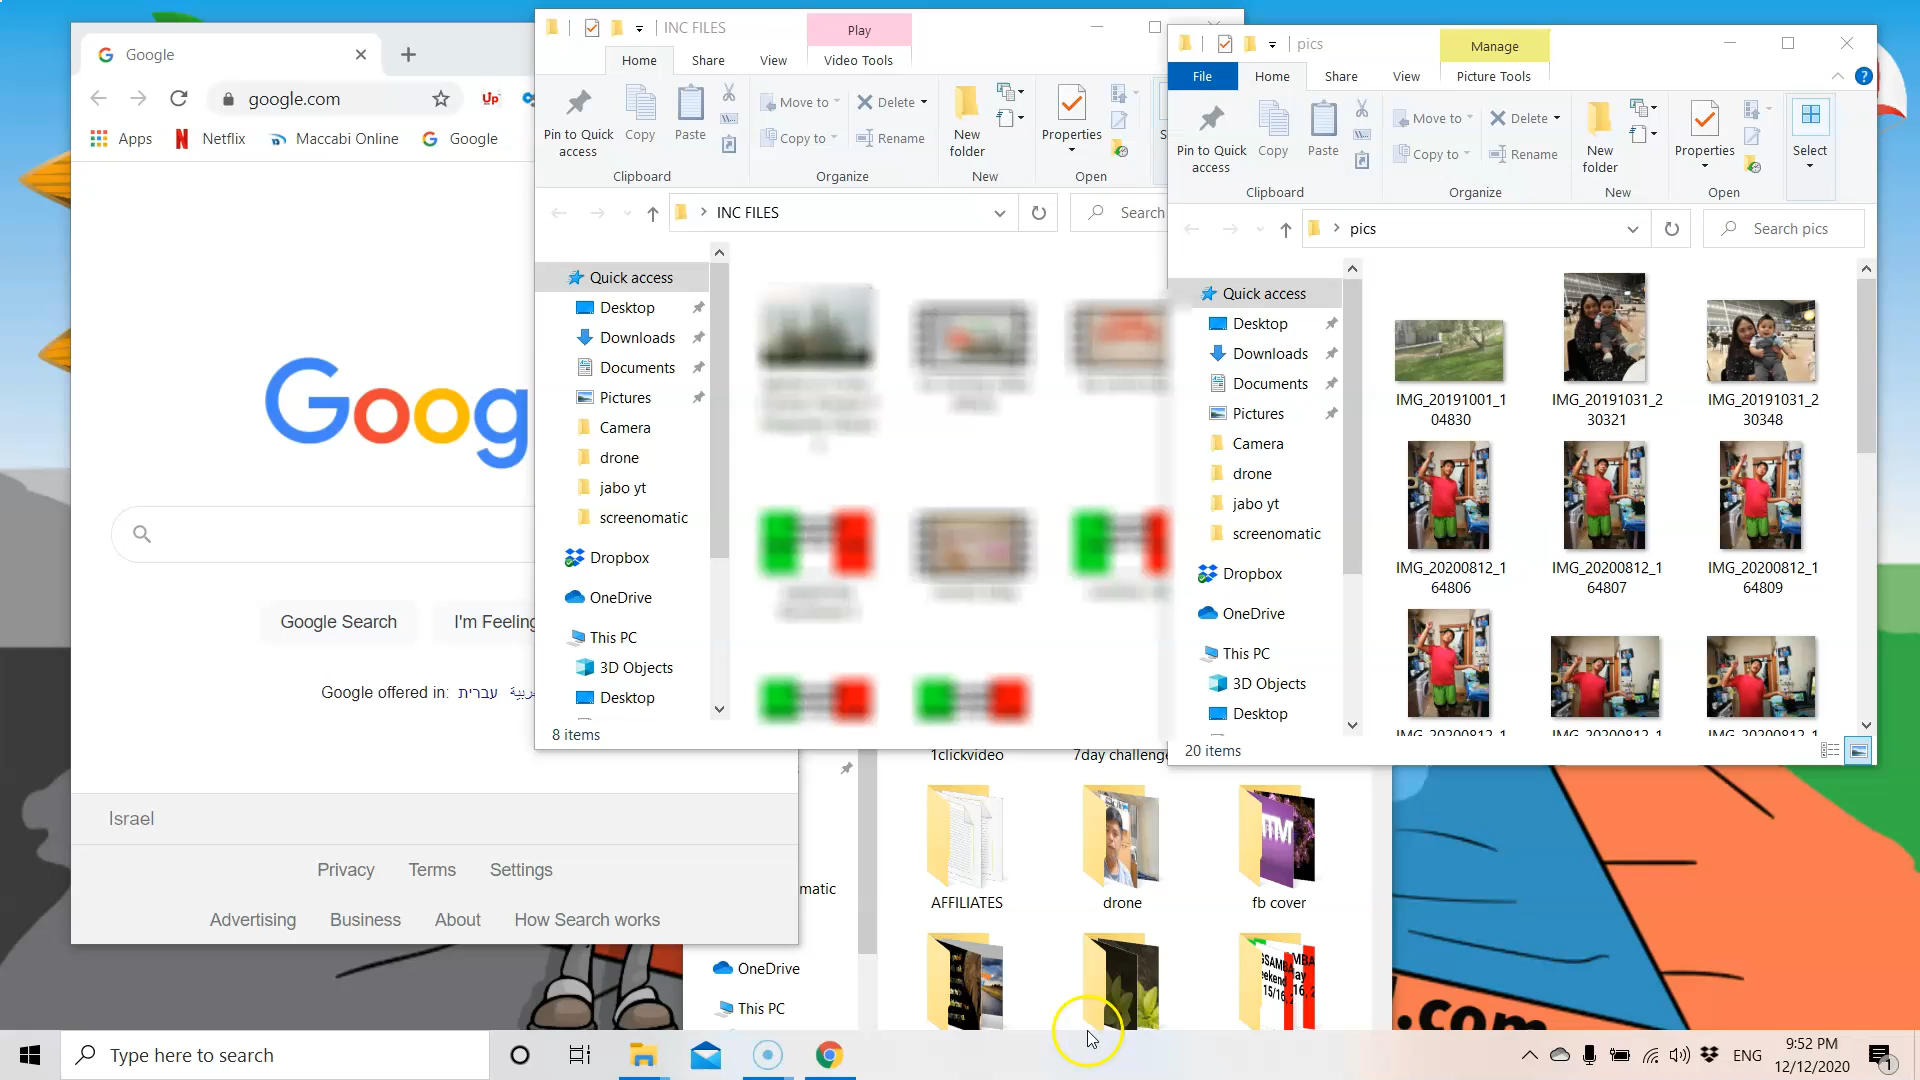 Google
google.com
Up
Apps
Netflix
Maccabi Online
Google
Goog
Google Search
I'm Feeling
Google offered in: עברית
Israel
Privacy
Terms
Settings
Advertising
Business
About
How Search works
INC FILES
Play
Home
Share
View
Video Tools
Pin to Quick
access
Copy
Paste
Move to
Copy to
Delete
Rename
New
folder
Properties
Clipboard
Organize
New
Open
INC FILES
Search
Quick access
Desktop
Downloads
Documents
Pictures
Camera
drone
jabo yt
screenomatic
Dropbox
OneDrive
This PC
3D Objects
Desktop
8 items
pics
Manage
File
Home
Share
View
Picture Tools
Pin to Quick
access
Copy
Paste
Move to
Copy to
Delete
Rename
New
folder
Properties
Select
Clipboard
Organize
New
Open
pics
Search pics
Quick access
Desktop
Downloads
Documents
Pictures
Camera
drone
jabo yt
screenomatic
Dropbox
OneDrive
This PC
3D Objects
Desktop
IMG_20191001_1
04830
IMG_20191031_2
30321
IMG_20191031_2
30348
IMG_20200812_1
64806
IMG_20200812_1
64807
IMG_20200812_1
64809
IMG_20200812_1
IMG_20200812_1
IMG_20200812_1
20 items
1clickvideo
7day challenge
matic
OneDrive
This PC
AFFILIATES
drone
fb cover
.com
Type here to search
ENG
9:52 PM
12/12/2020
1